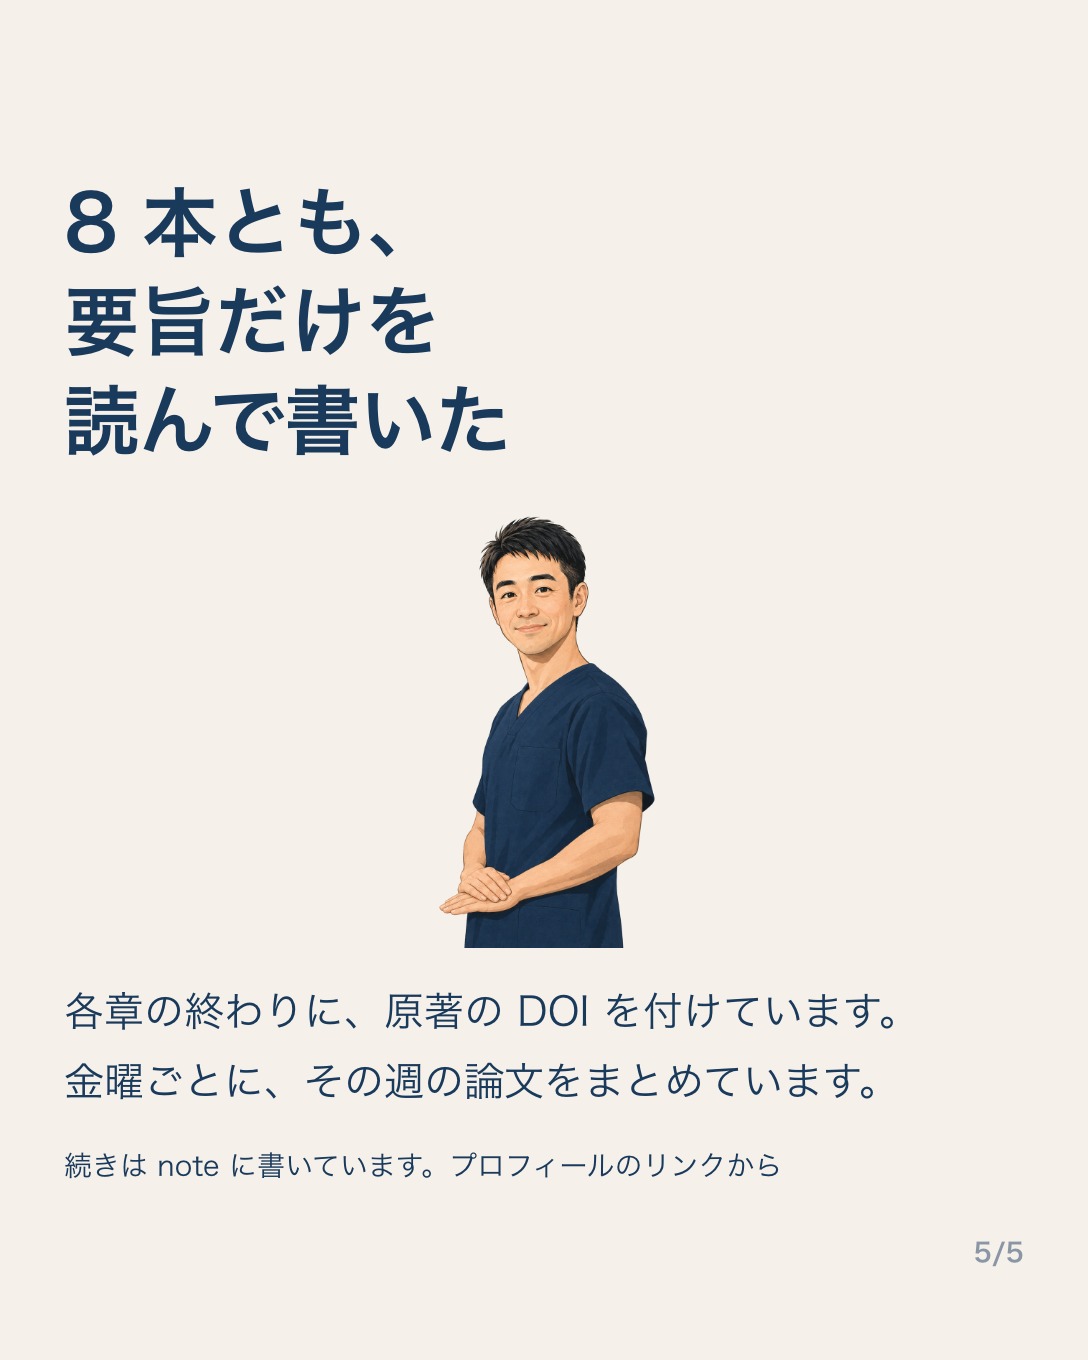 8 本とも、
要旨だけを
読んで書いた
各章の終わりに、原著の DOI を付けています。
金曜ごとに、その週の論文をまとめています。
続きは note に書いています。プロフィールのリンクから
5/5